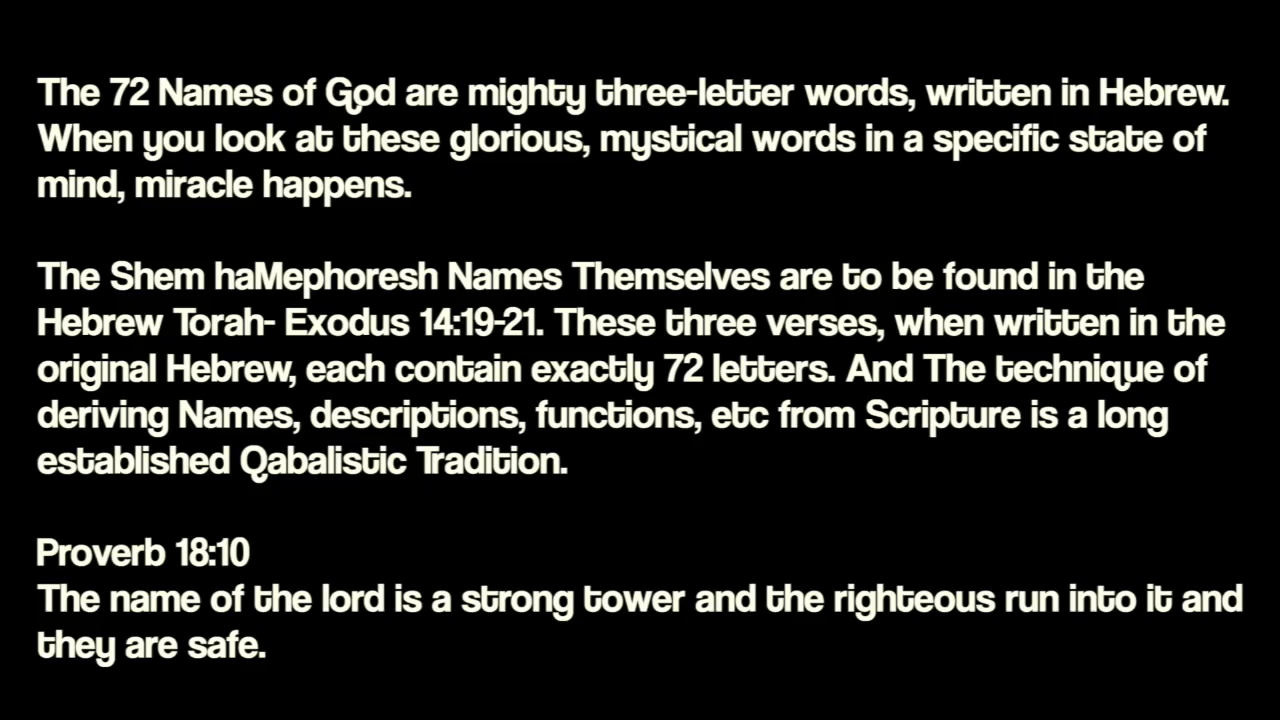 The 72 Names of God are mighty three-letter words, written in Hebrew.
When you look at these glorious, mystical words in a specific state of
mind, miracle happens.
The Shem haMephoresh Names Themselves are to be found in the
Hebrew Torah- Exodus 14:19-21. These three verses, when written in the
original Hebrew, each contain exactly 72 letters. And The technique of
deriving Names, descriptions, functions, etc from Scripture is a long
established Qabalistic Tradition.
Proverb 18:10
The name of the lord is a strong tower and the righteous run into it and
they are safe.